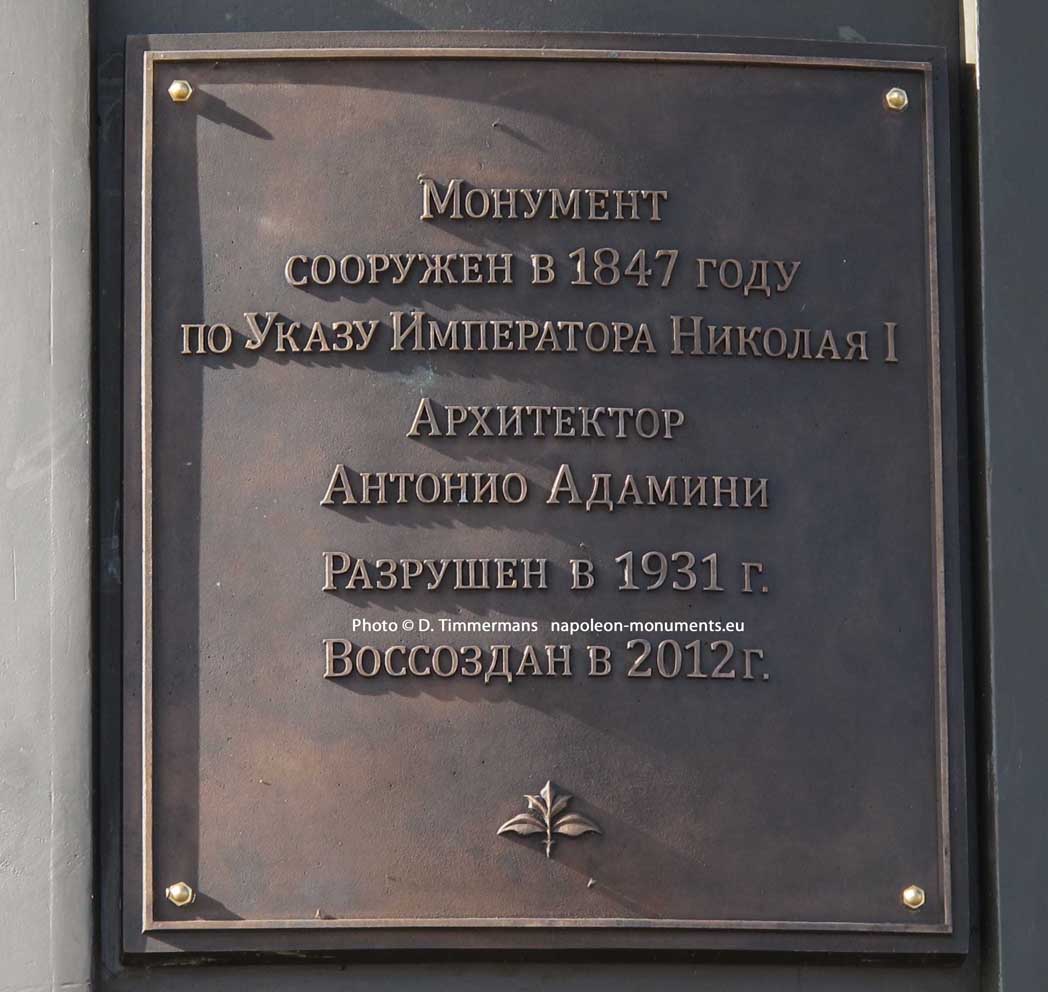 Монумент
сооружен в 1847 году
по Указу Императора Николая I
Архитектор
Антонио Адамини
Разрушен в 1931 г.
Photo © D. Timmermans napoleon-monuments.eu
Воссоздан в 2012г.